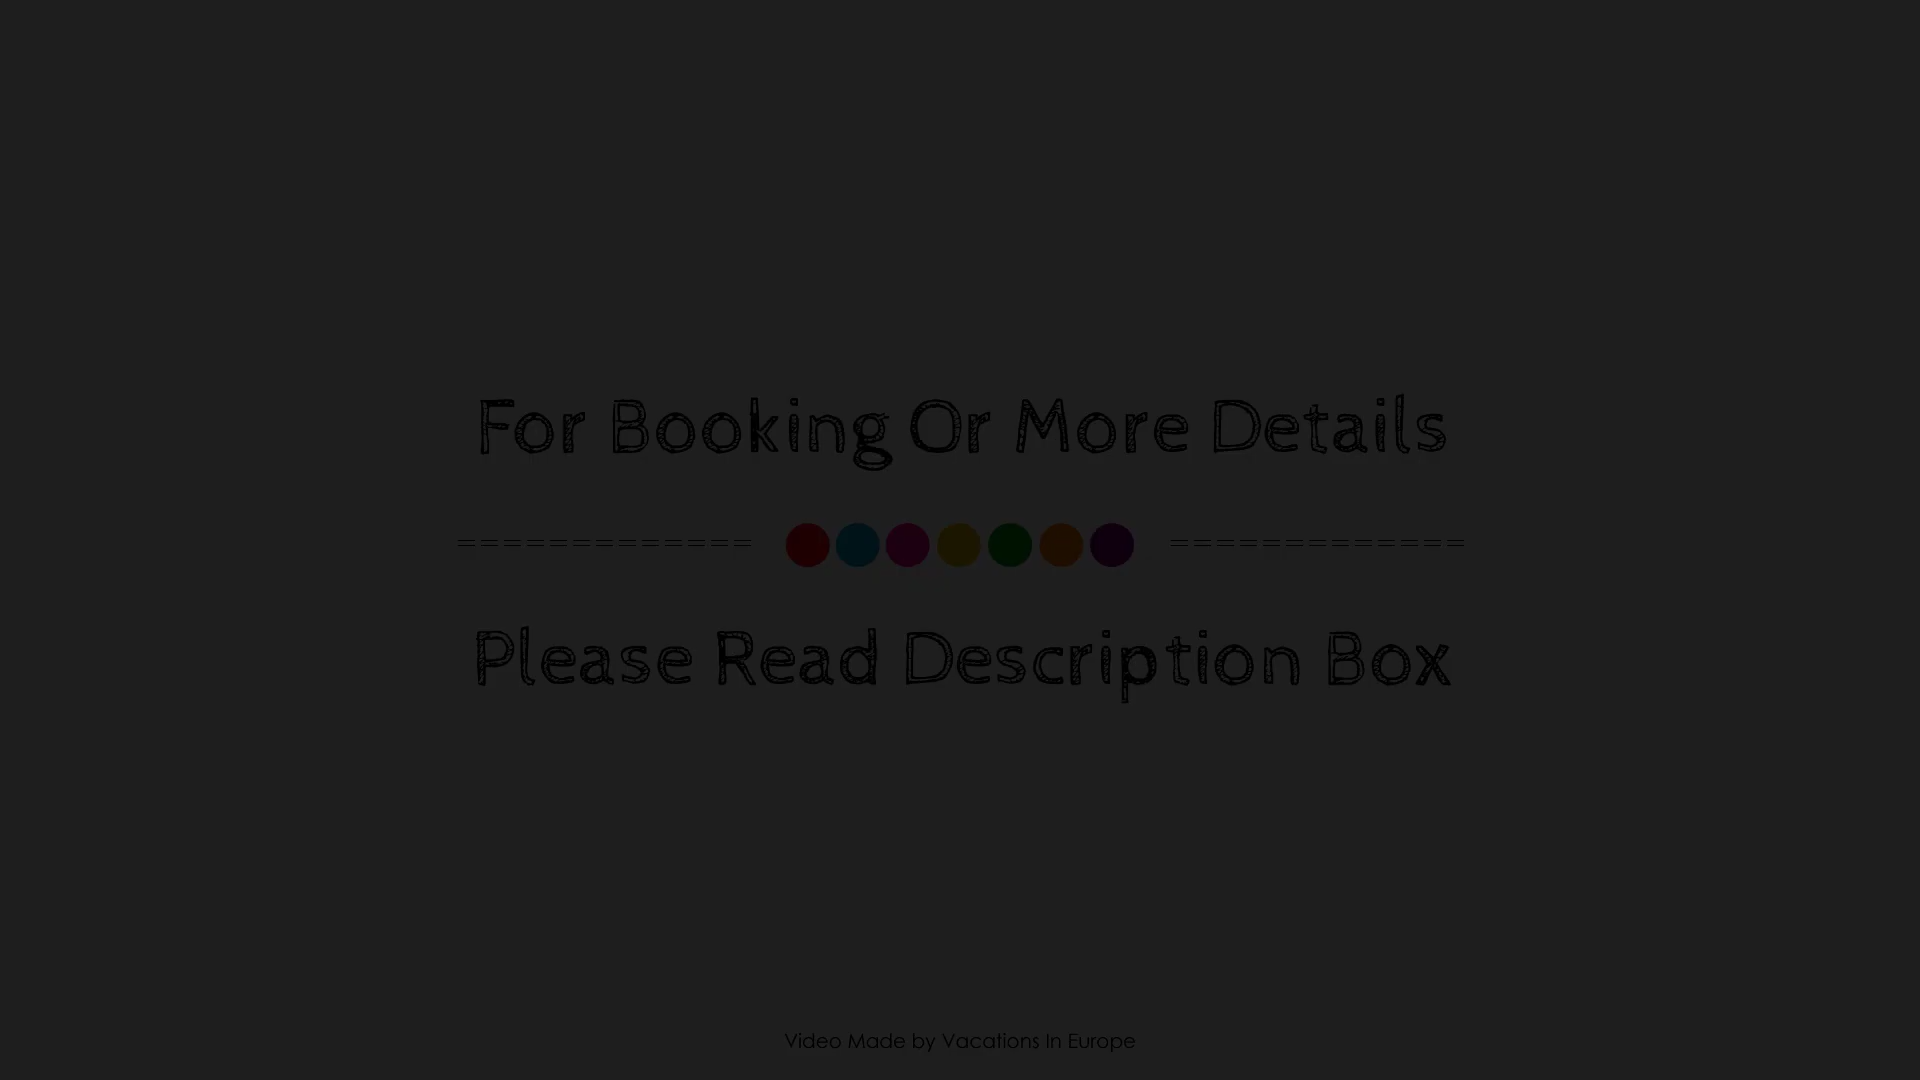 For Booking Or More Details
============= =============
Please Read Description Box
Video Made by Vacations In Europe